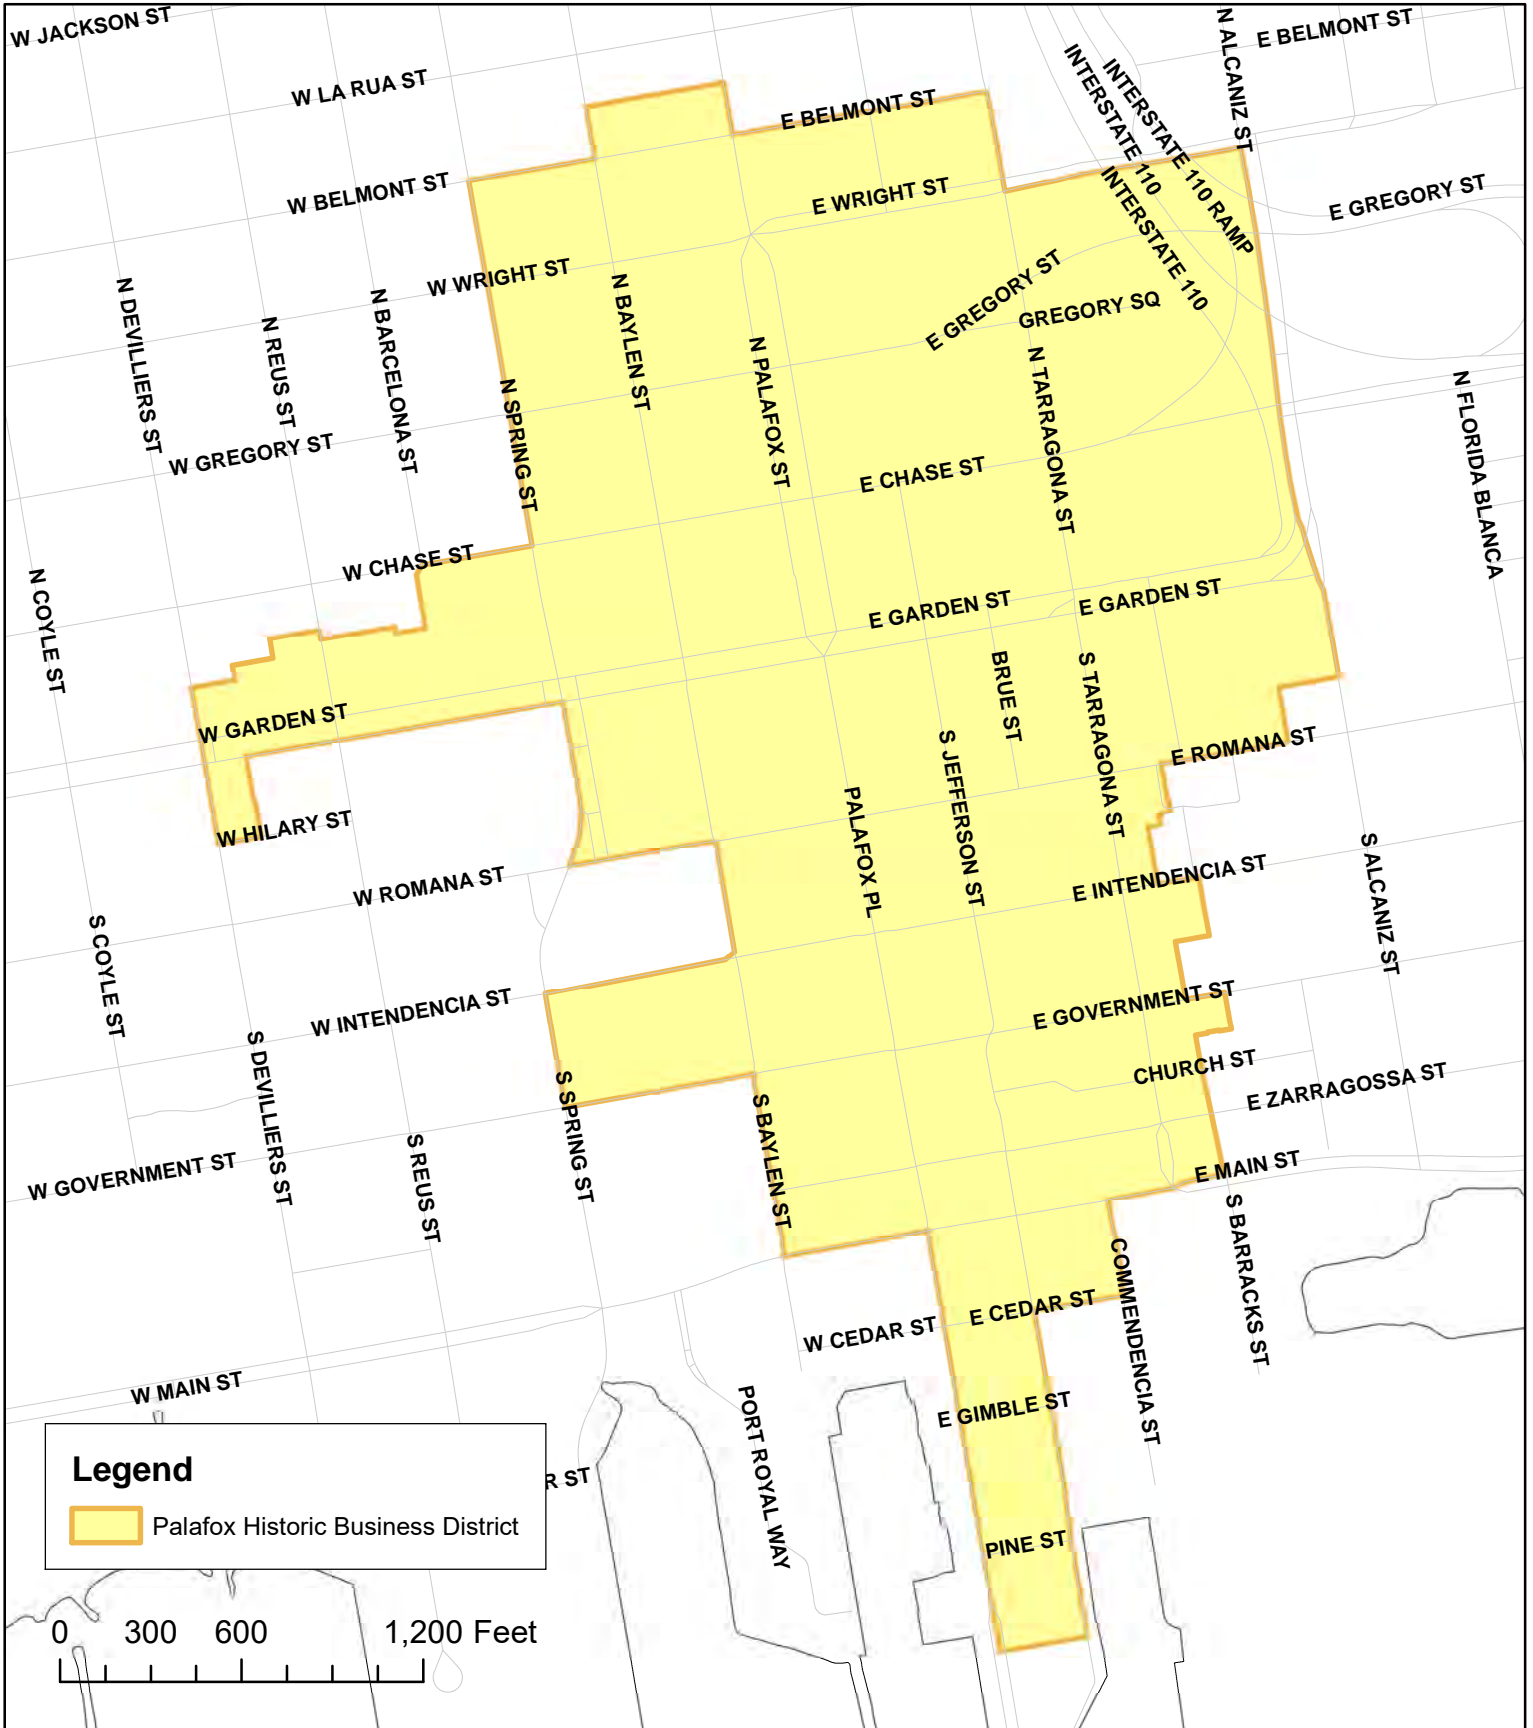 W JACKSON ST
N ALCANIZ ST
E BELMONT ST
W LA RUA ST
INTERSTATE 110
INTERSTATE 110 RAMP
E BELMONT ST
W BELMONT ST
E WRIGHT ST
INTERSTATE 110
E GREGORY ST
W WRIGHT ST
E GREGORY ST
GREGORY SQ
N DEVILLIERS ST
N REUS ST
N BARCELONA ST
N BAYLEN ST
N PALAFOX ST
N TARRAGONA ST
N SPRING ST
N FLORIDA BLANCA
W GREGORY ST
E CHASE ST
W CHASE ST
N COYLE ST
E GARDEN ST
E GARDEN ST
BRUE ST
S TARRAGONA ST
W GARDEN ST
S JEFFERSON ST
E ROMANA ST
PALAFOX PL
W HILARY ST
S ALCANIZ ST
W ROMANA ST
E INTENDENCIA ST
S COYLE ST
W INTENDENCIA ST
E GOVERNMENT ST
S DEVILLIERS ST
CHURCH ST
S SPRING ST
E ZARRAGOSSA ST
S BAYLEN ST
W GOVERNMENT ST
S REUS ST
E MAIN ST
S BARRACKS ST
COMMENDENCIA ST
E CEDAR ST
W CEDAR ST
W MAIN ST
PORT ROYAL WAY
E GIMBLE ST
Legend
R ST
Palafox Historic Business District
PINE ST
0 300 600 1,200 Feet